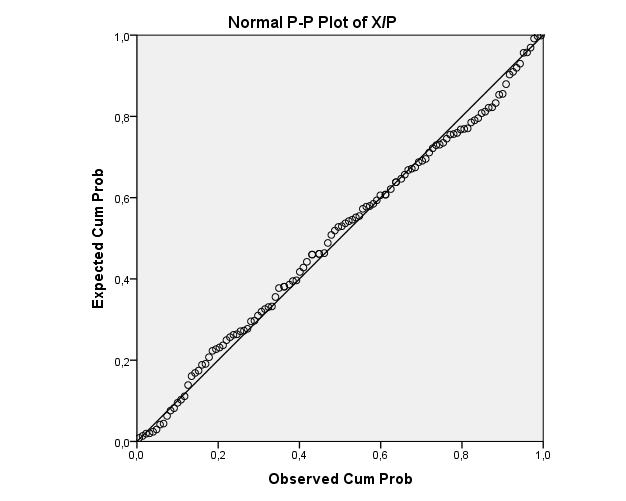 Normal P-P Plot of X/P
1,0
0,8
0,6
0,4
0,2
0,0
Expected Cum Prob
0,0 0,2 0,4 0,6 0,8 1,0
Observed Cum Prob